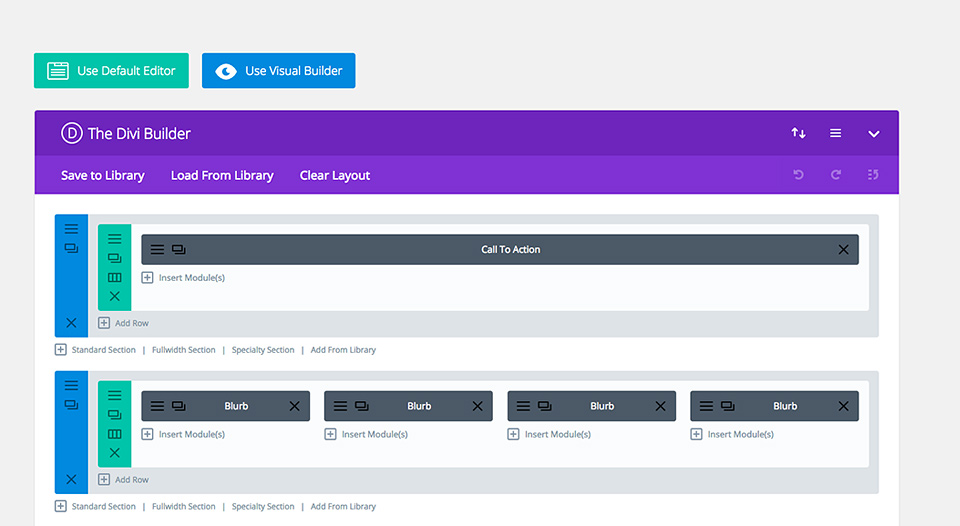 Use Default Editor Use Visual Builder
D The Divi Builder
Save to Library Load From Library Clear Layout
Call To Action
Insert Module(s)
Add Row
Standard Section | Fullwidth Section | Specialty Section | Add From Library
Blurb Blurb Blurb Blurb
Insert Module(s) Insert Module(s) Insert Module(s) Insert Module(s)
Add Row
Standard Section | Fullwidth Section | Specialty Section | Add From Library